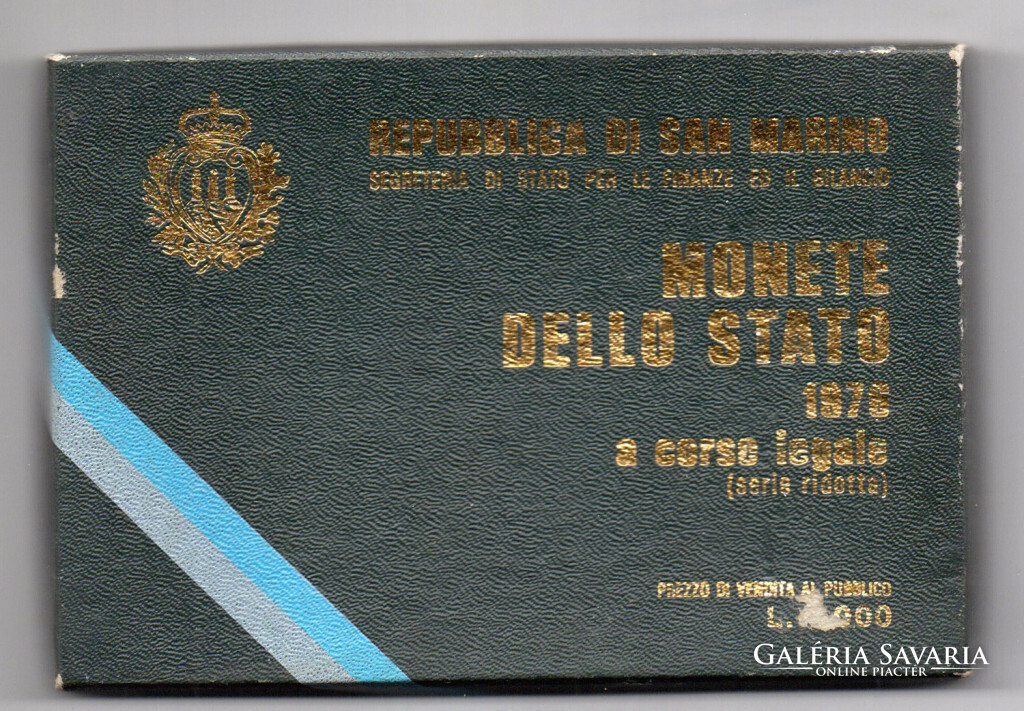 REPUBBLICA DI SAN MARINO
SEGRETERIA DI STATO PER LE FINANZE ED IL BILANCIO
MONETE
DELLO STATO
1976
a corso legale
(serie ridotta)
PREZZO DI VENDITA AL PUBBLICO
L. 000
GALÉRIA SAVARIA
ONLINE PIACTÉR